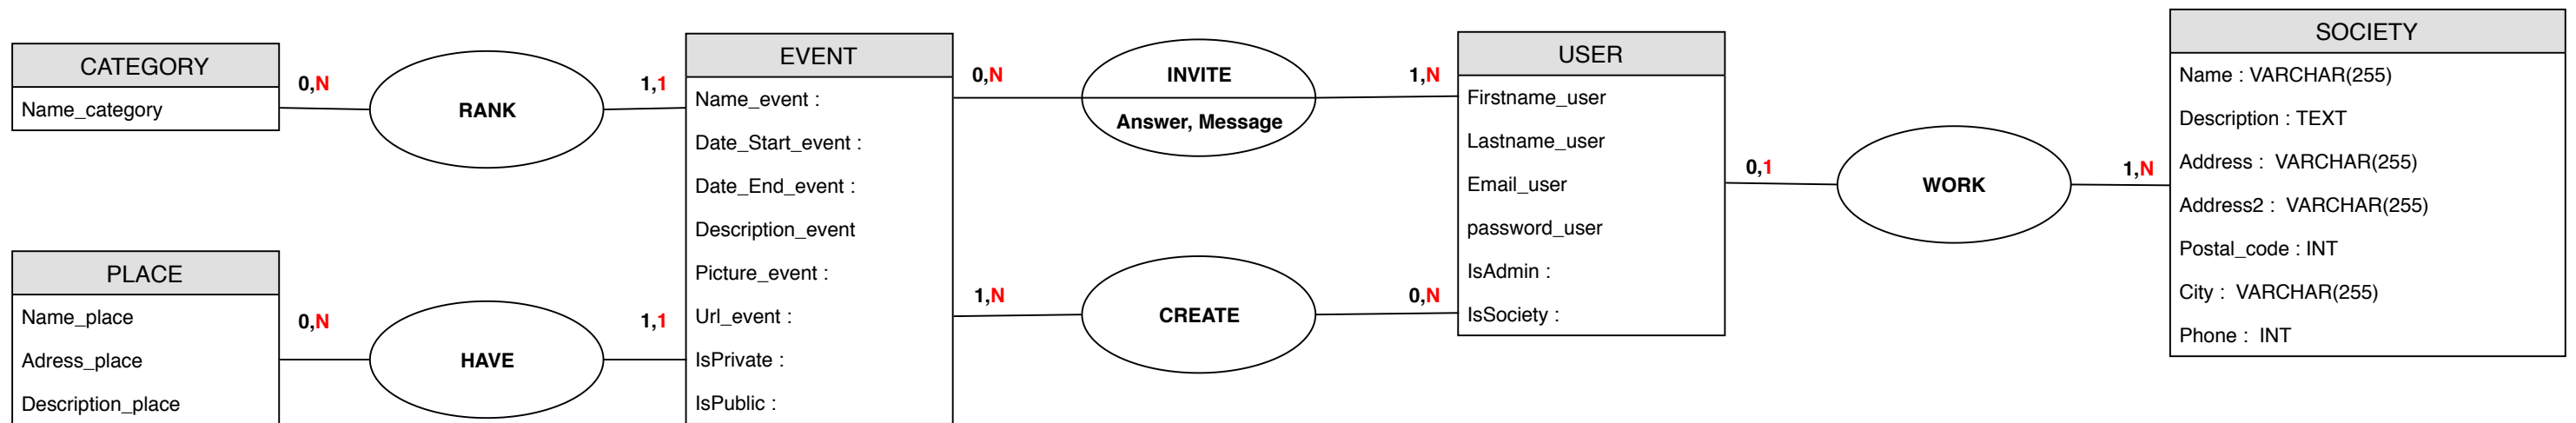 CATEGORY
Name_category
0,N
RANK
1,1
PLACE
Name_place
Adress_place
Description_place
0,N
HAVE
1,1
EVENT
Name_event :
Date_Start_event :
Date_End_event :
Description_event
Picture_event :
Url_event :
IsPrivate :
IsPublic :
0,N
INVITE
Answer, Message
1,N
1,N
CREATE
0,N
USER
Firstname_user
Lastname_user
Email_user
password_user
IsAdmin :
IsSociety :
0,1
WORK
1,N
SOCIETY
Name : VARCHAR(255)
Description : TEXT
Address : VARCHAR(255)
Address2 : VARCHAR(255)
Postal_code : INT
City : VARCHAR(255)
Phone : INT